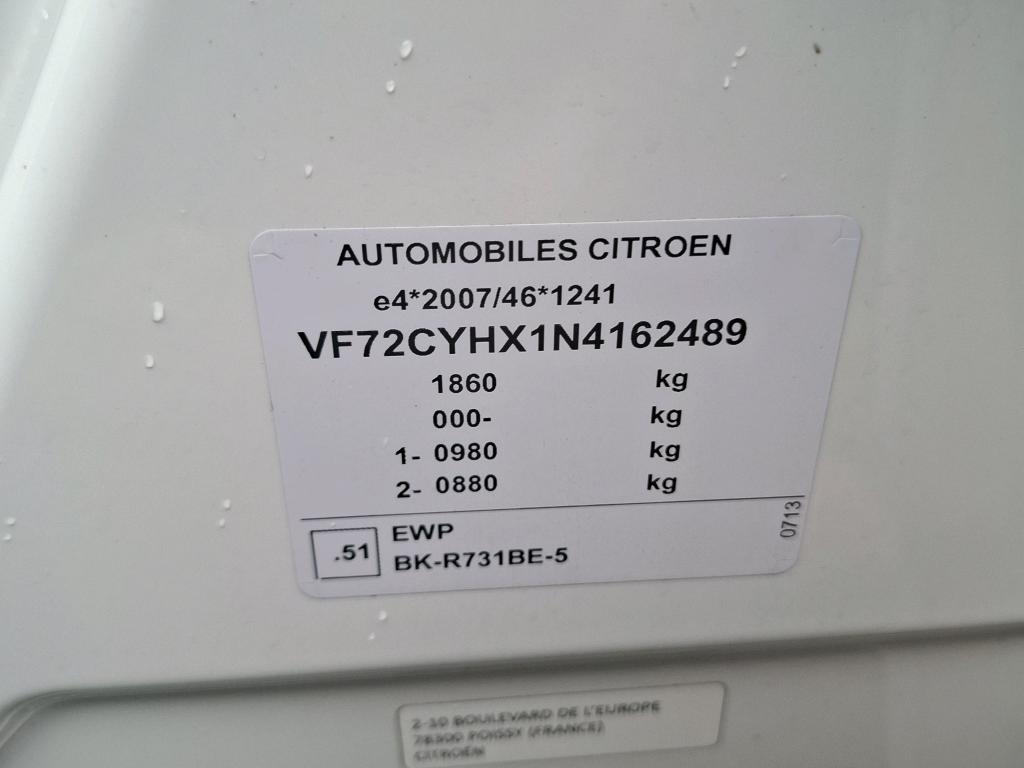 AUTOMOBILES CITROEN
e4*2007/46*1241
VF72CYHX1N4162489
1860 kg
000- kg
1- 0980 kg
2- 0880 kg
.51
EWP
BK-R731BE-5
0713
2-10 BOULEVARD DE L'EUROPE
78300 POISSY (FRANCE)
CITROËN